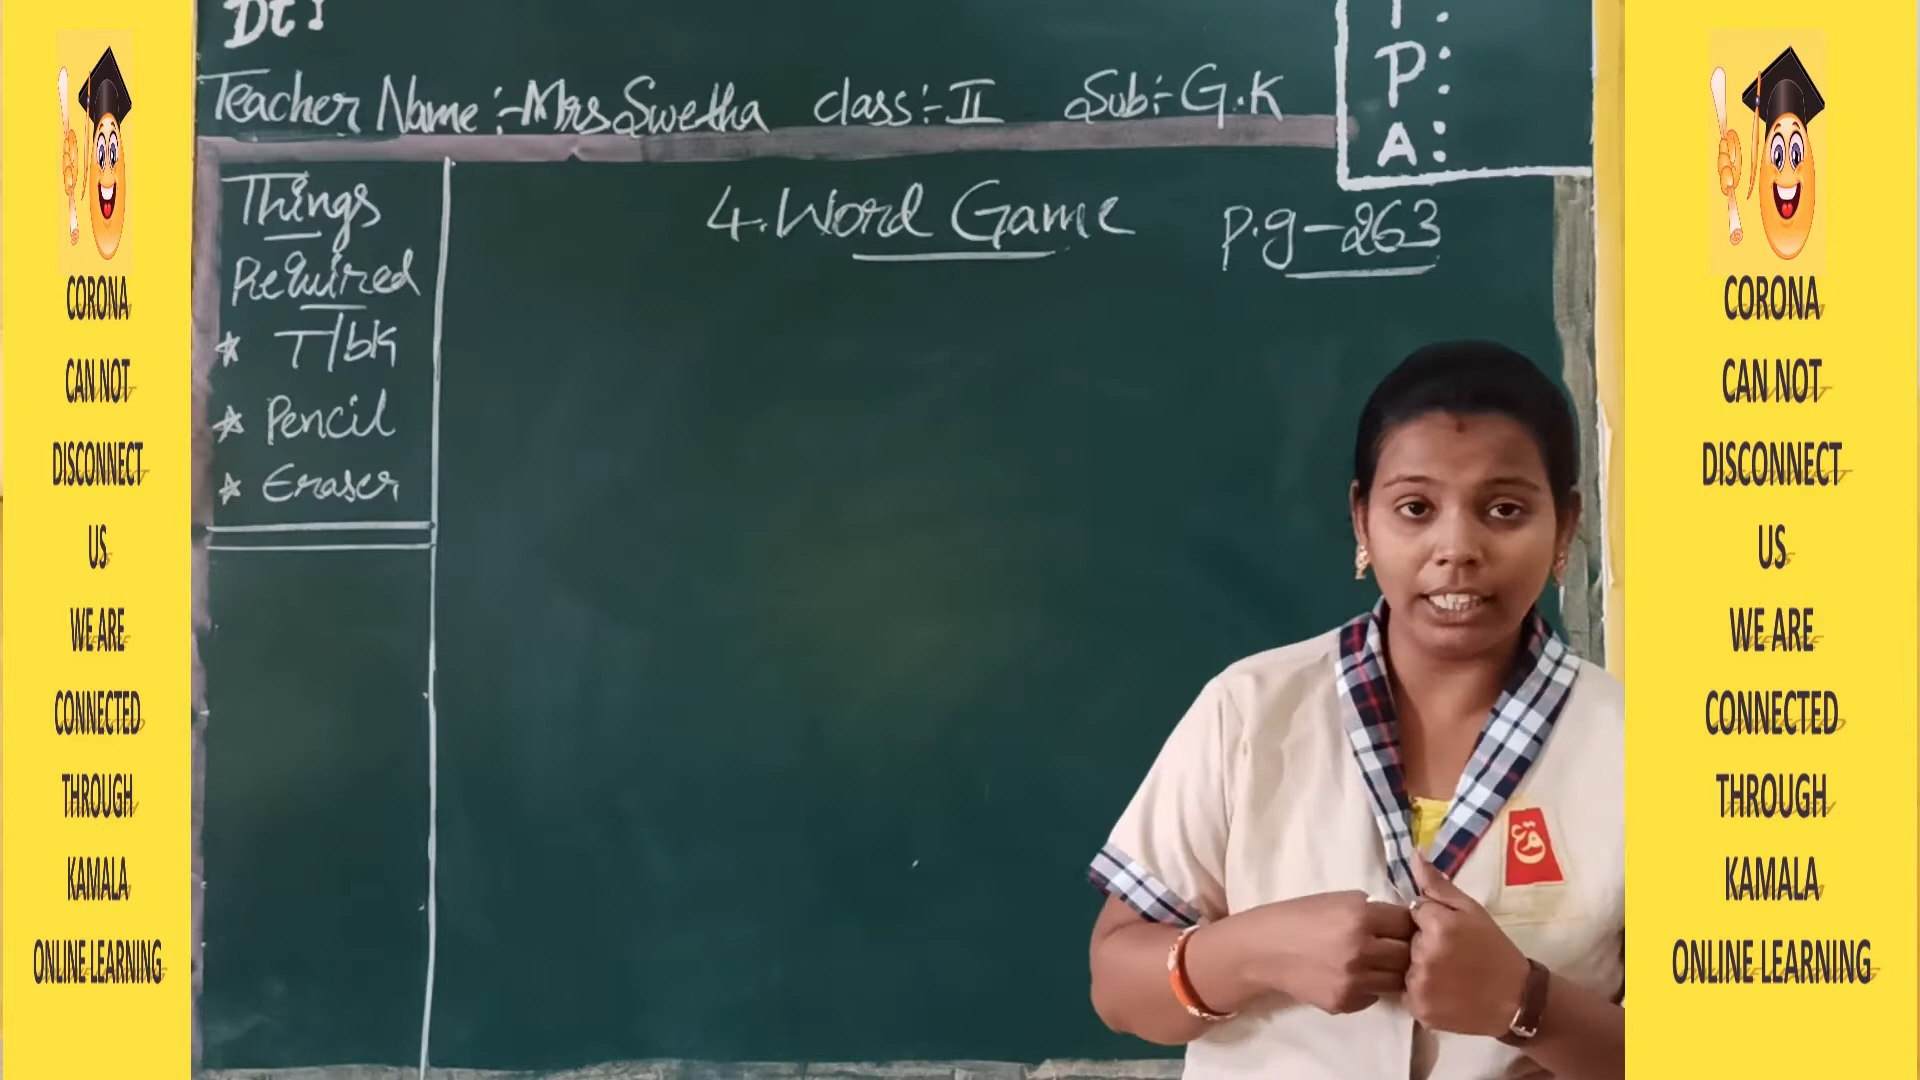 CORONA
CAN NOT
DISCONNECT
US
WE ARE
CONNECTED
THROUGH
KAMALA
ONLINE LEARNING
Dt:
Teacher Name:- Mrs Swetha class:- II Sub:- G.K
P:
A:
Things
Required
* T/bk
* Pencil
* Eraser
4. Word Game P.g-263
CORONA
CAN NOT
DISCONNECT
US
WE ARE
CONNECTED
THROUGH
KAMALA
ONLINE LEARNING